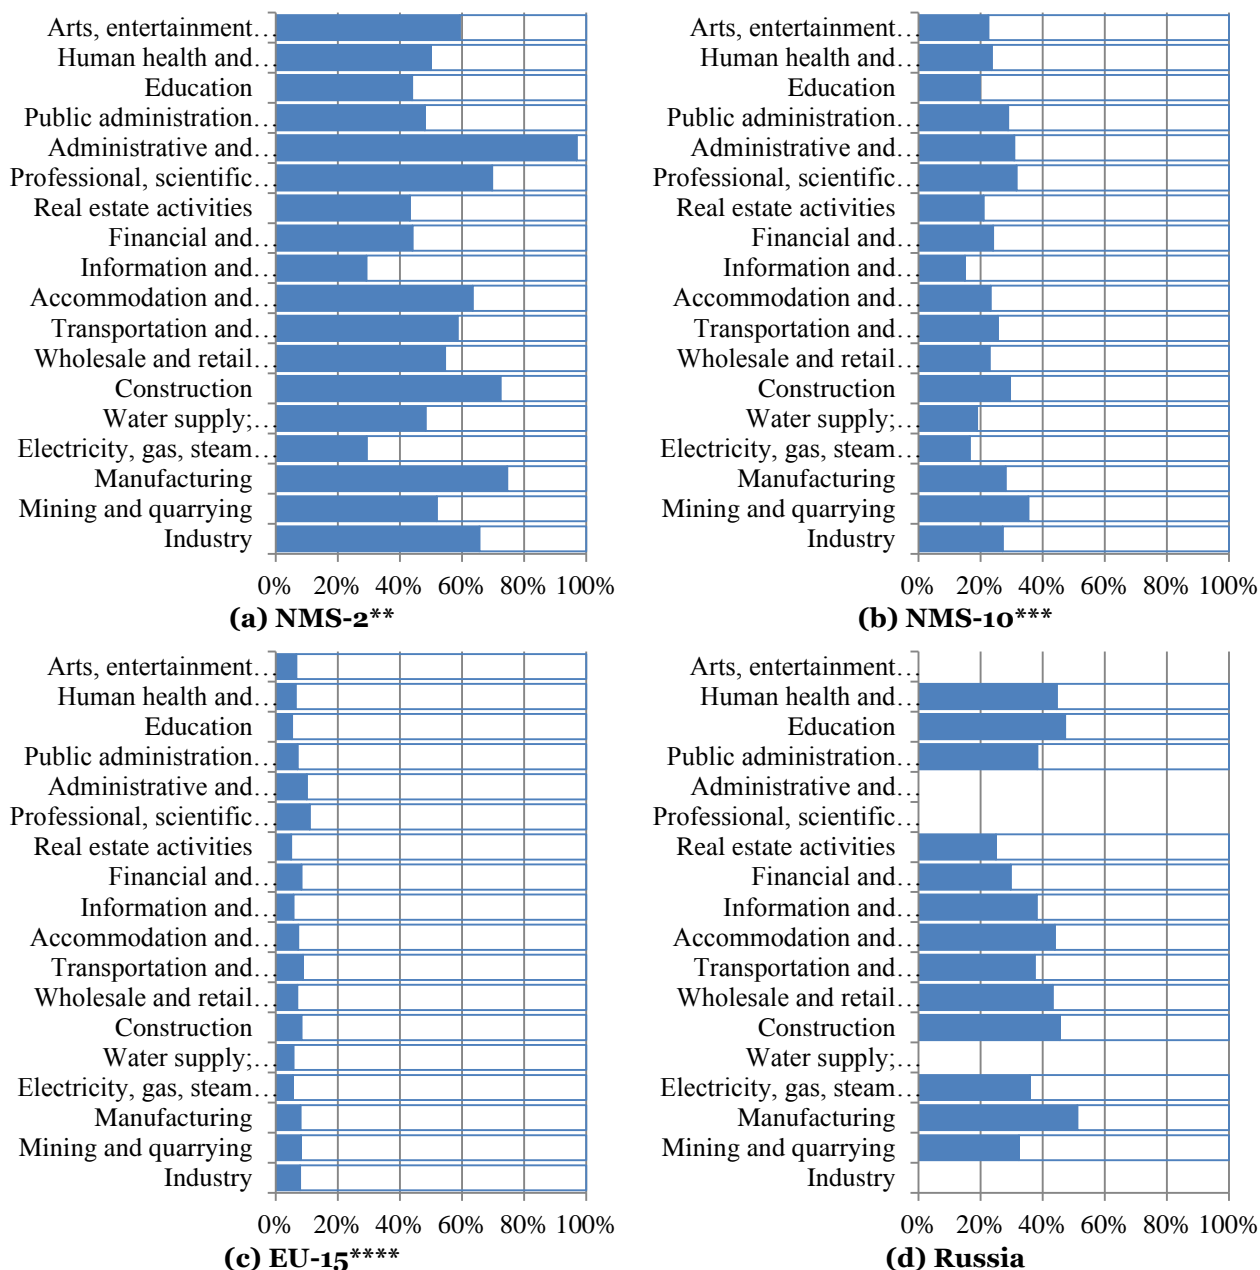 Arts, entertainment…
Human health and…
Education
Public administration…
Administrative and…
Professional, scientific…
Real estate activities
Financial and…
Information and…
Accommodation and…
Transportation and…
Wholesale and retail…
Construction
Water supply;…
Electricity, gas, steam…
Manufacturing
Mining and quarrying
Industry
0% 20% 40% 60% 80% 100%
(a) NMS-2**
Arts, entertainment…
Human health and…
Education
Public administration…
Administrative and…
Professional, scientific…
Real estate activities
Financial and…
Information and…
Accommodation and…
Transportation and…
Wholesale and retail…
Construction
Water supply;…
Electricity, gas, steam…
Manufacturing
Mining and quarrying
Industry
0% 20% 40% 60% 80% 100%
(b) NMS-10***
Arts, entertainment…
Human health and…
Education
Public administration…
Administrative and…
Professional, scientific…
Real estate activities
Financial and…
Information and…
Accommodation and…
Transportation and…
Wholesale and retail…
Construction
Water supply;…
Electricity, gas, steam…
Manufacturing
Mining and quarrying
Industry
0% 20% 40% 60% 80% 100%
(c) EU-15****
Arts, entertainment…
Human health and…
Education
Public administration…
Administrative and…
Professional, scientific…
Real estate activities
Financial and…
Information and…
Accommodation and…
Transportation and…
Wholesale and retail…
Construction
Water supply;…
Electricity, gas, steam…
Manufacturing
Mining and quarrying
Industry
0% 20% 40% 60% 80% 100%
(d) Russia